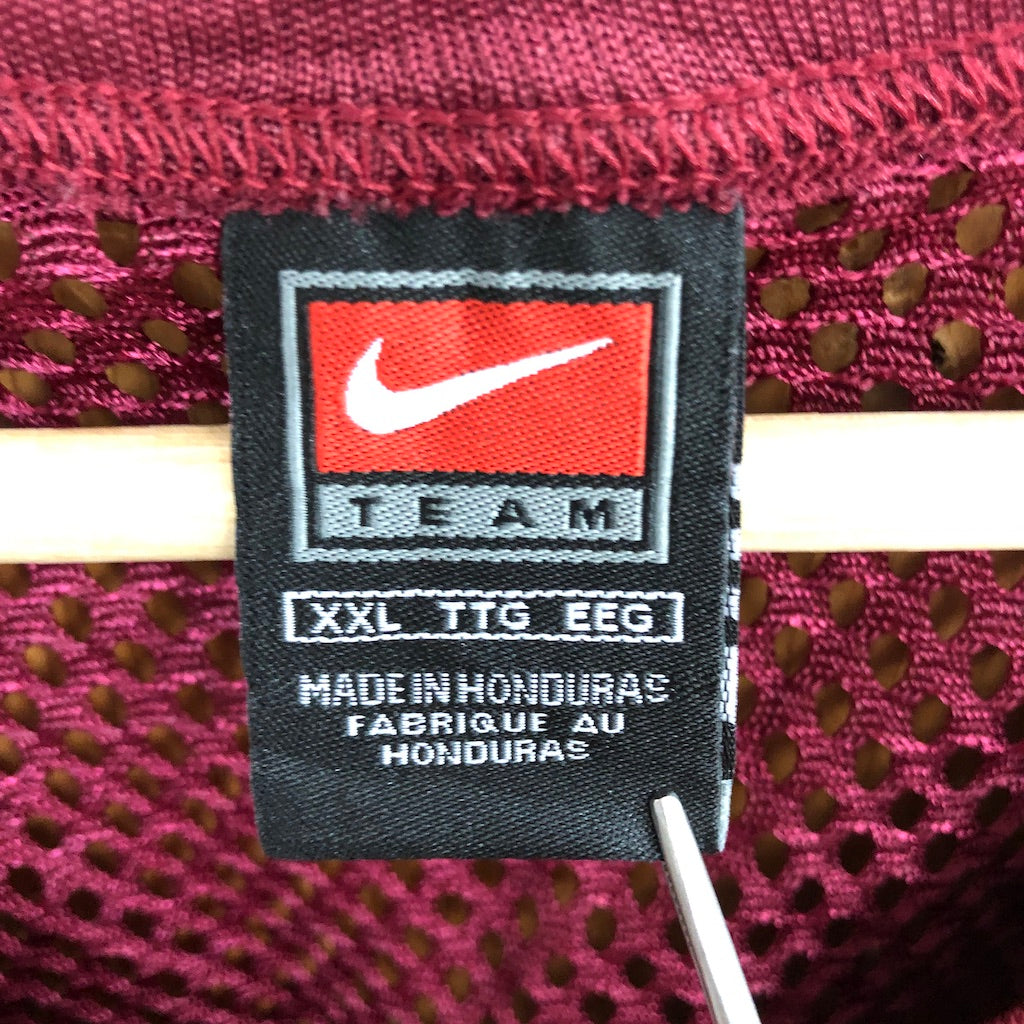 TEAM
XXL TTG EEG
MADE IN HONDURAS
FABRIQUE AU
HONDURAS